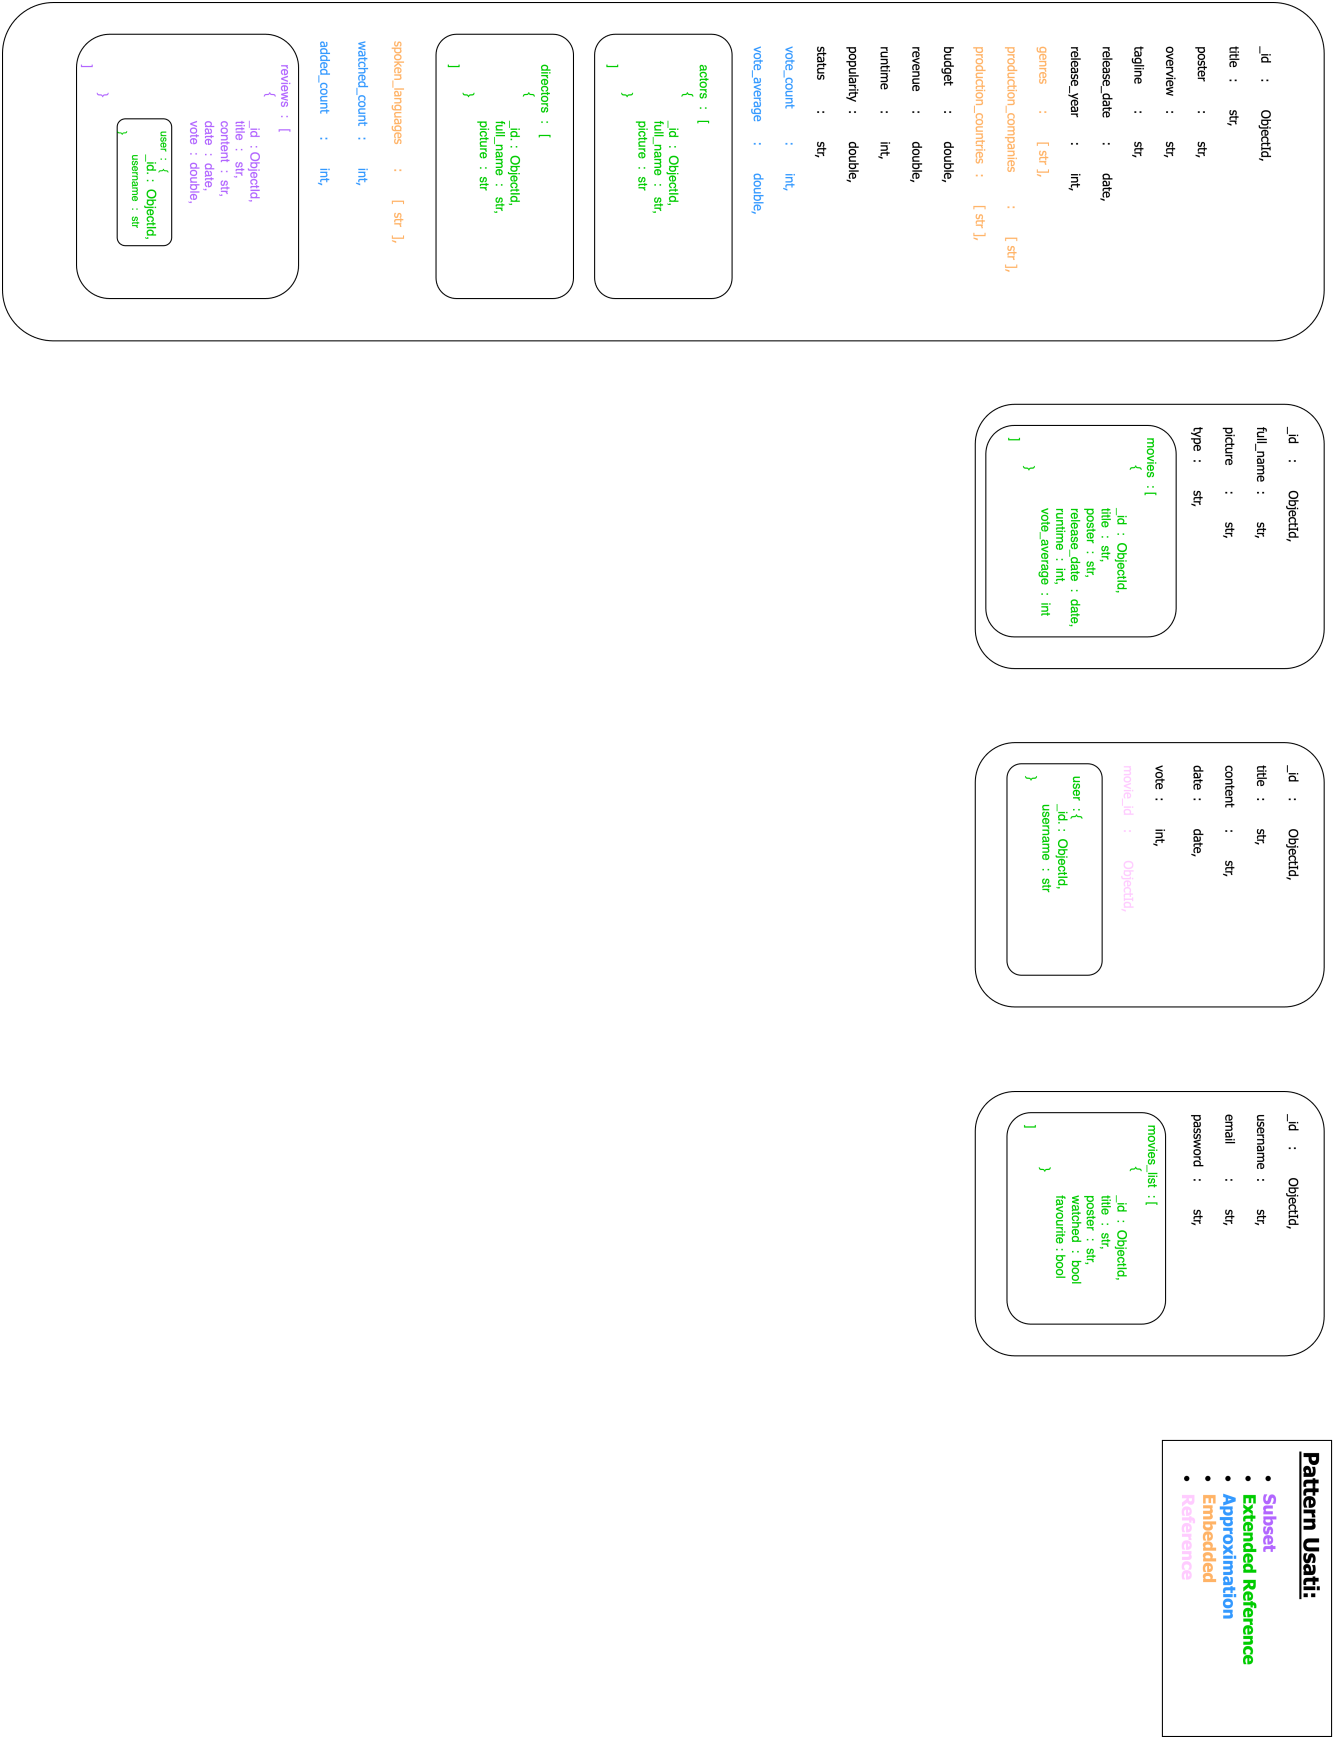 _id : ObjectId,
title : str,
poster : str,
overview : str,
tagline : str,
release_date : date,
release_year : int,
genres : [ str ],
production_companies : [ str ],
production_countries : [ str ],
budget : double,
revenue : double,
runtime : int,
popularity : double,
status : str,
vote_count : int,
vote_average : double,
actors : [
{
_id : ObjectId,
full_name : str,
picture : str
}
]
directors : [
{
_id. : ObjectId,
full_name : str,
picture : str
}
]
spoken_languages : [ str ],
watched_count : int,
added_count : int,
reviews : [
{
_id : ObjectId,
title : str,
content : str,
date : date,
vote : double,
user : {
_id. : ObjectId,
username : str
}
}
]
_id : ObjectId,
full_name : str,
picture : str,
type : str,
movies : [
{
_id : ObjectId,
title : str,
poster : str,
release_date : date,
runtime : int,
vote_average : int
}
]
_id : ObjectId,
title : str,
content : str,
date : date,
vote : int,
movie_id : ObjectId,
user : {
_id. : ObjectId,
username : str
}
_id : ObjectId,
username : str,
email : str,
password : str,
movies_list : [
{
_id : ObjectId,
title : str,
poster : str,
watched : bool
favourite : bool
}
]
Pattern Usati:
• Subset
• Extended Reference
• Approximation
• Embedded
• Reference